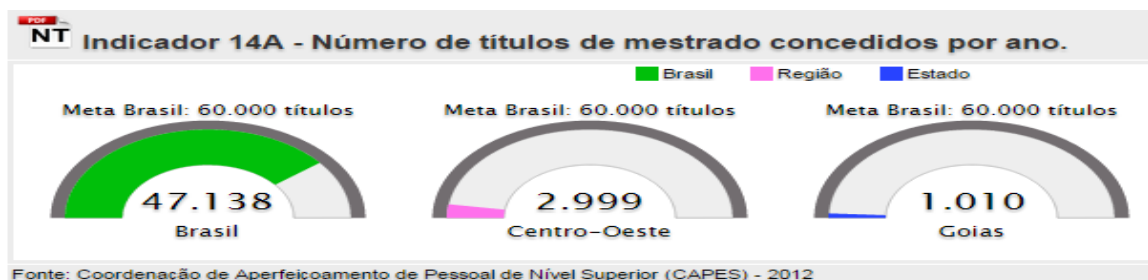 PDF
NT Indicador 14A - Número de títulos de mestrado concedidos por ano.
Brasil Região Estado
Meta Brasil: 60.000 títulos Meta Brasil: 60.000 títulos Meta Brasil: 60.000 títulos
47.138 2.999 1.010
Brasil Centro-Oeste Goias
Fonte: Coordenação de Aperfeiçoamento de Pessoal de Nível Superior (CAPES) - 2012